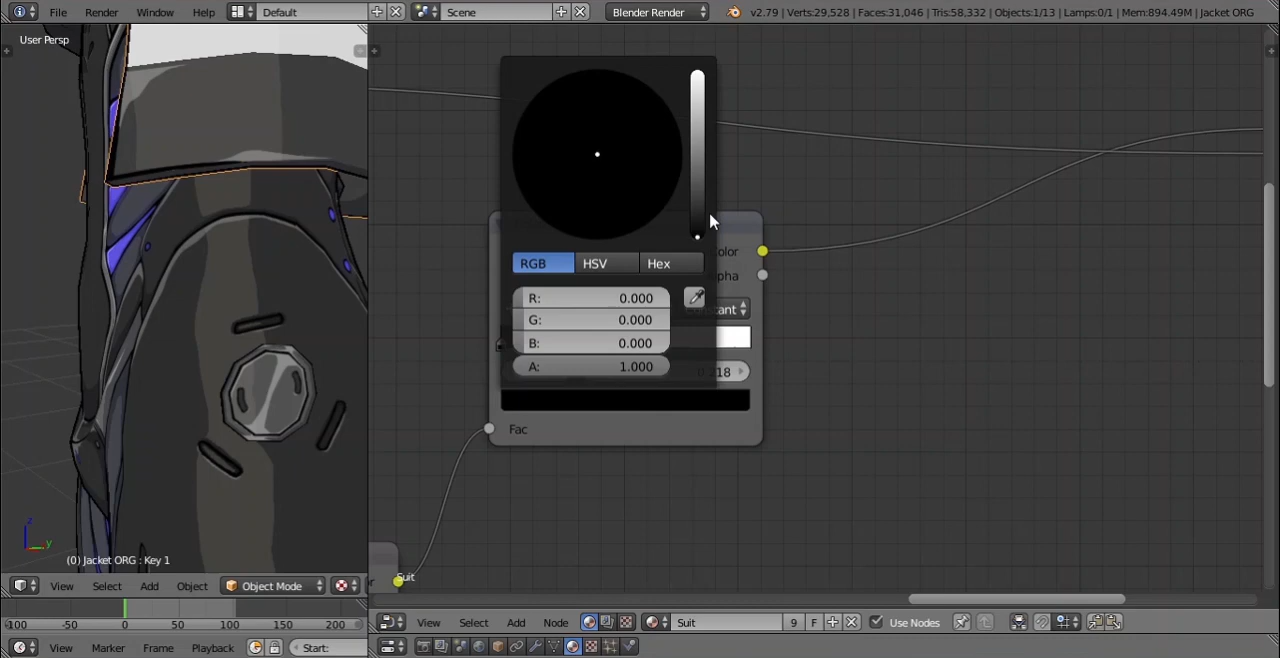 File Render Window Help Default Scene Blender Render v2.79 | Verts:29,528 | Faces:31,046 | Tris:58,332 | Objects:1/13 | Lamps:0/1 | Mem:894.49M | Jacket ORG
User Persp
Color
RGB HSV Hex
pha
R: 0.000
Constant
G: 0.000
B: 0.000
A: 1.000
0.218
Fac
z
y
(0) Jacket ORG : Key 1
Suit
View Select Add Object Object Mode
-100 -50 0 50 100 150 200
View Select Add Node Suit 9 F Use Nodes
View Marker Frame Playback Start: